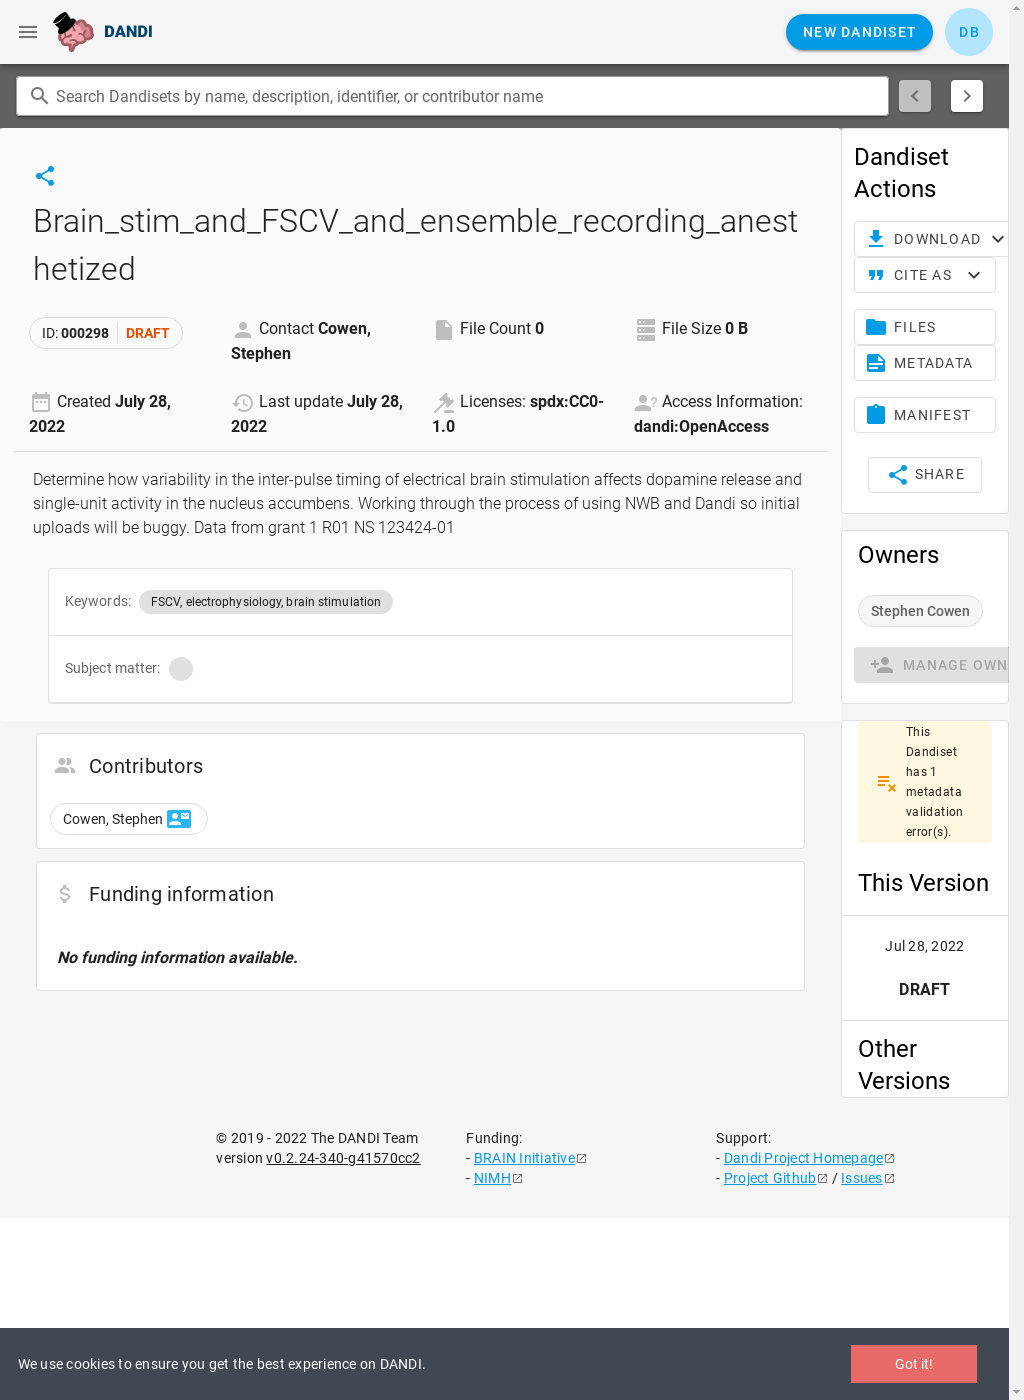 DANDI
NEW DANDISET
DB
Search Dandisets by name, description, identifier, or contributor name
Brain_stim_and_FSCV_and_ensemble_recording_anest
hetized
ID: 000298 DRAFT
Contact Cowen,
Stephen
File Count 0
File Size 0 B
Created July 28,
2022
Last update July 28,
2022
Licenses: spdx:CC0-
1.0
Access Information:
dandi:OpenAccess
Determine how variability in the inter-pulse timing of electrical brain stimulation affects dopamine release and
single-unit activity in the nucleus accumbens. Working through the process of using NWB and Dandi so initial
uploads will be buggy. Data from grant 1 R01 NS 123424-01
Keywords: FSCV, electrophysiology, brain stimulation
Subject matter:
Contributors
Cowen, Stephen
Funding information
No funding information available.
Dandiset
Actions
DOWNLOAD
CITE AS
FILES
METADATA
MANIFEST
SHARE
Owners
Stephen Cowen
MANAGE OWN
This
Dandiset
has 1
metadata
validation
error(s).
This Version
Jul 28, 2022
DRAFT
Other
Versions
© 2019 - 2022 The DANDI Team
version v0.2.24-340-g41570cc2
Funding:
- BRAIN Initiative
- NIMH
Support:
- Dandi Project Homepage
- Project Github / Issues
We use cookies to ensure you get the best experience on DANDI.
Got it!